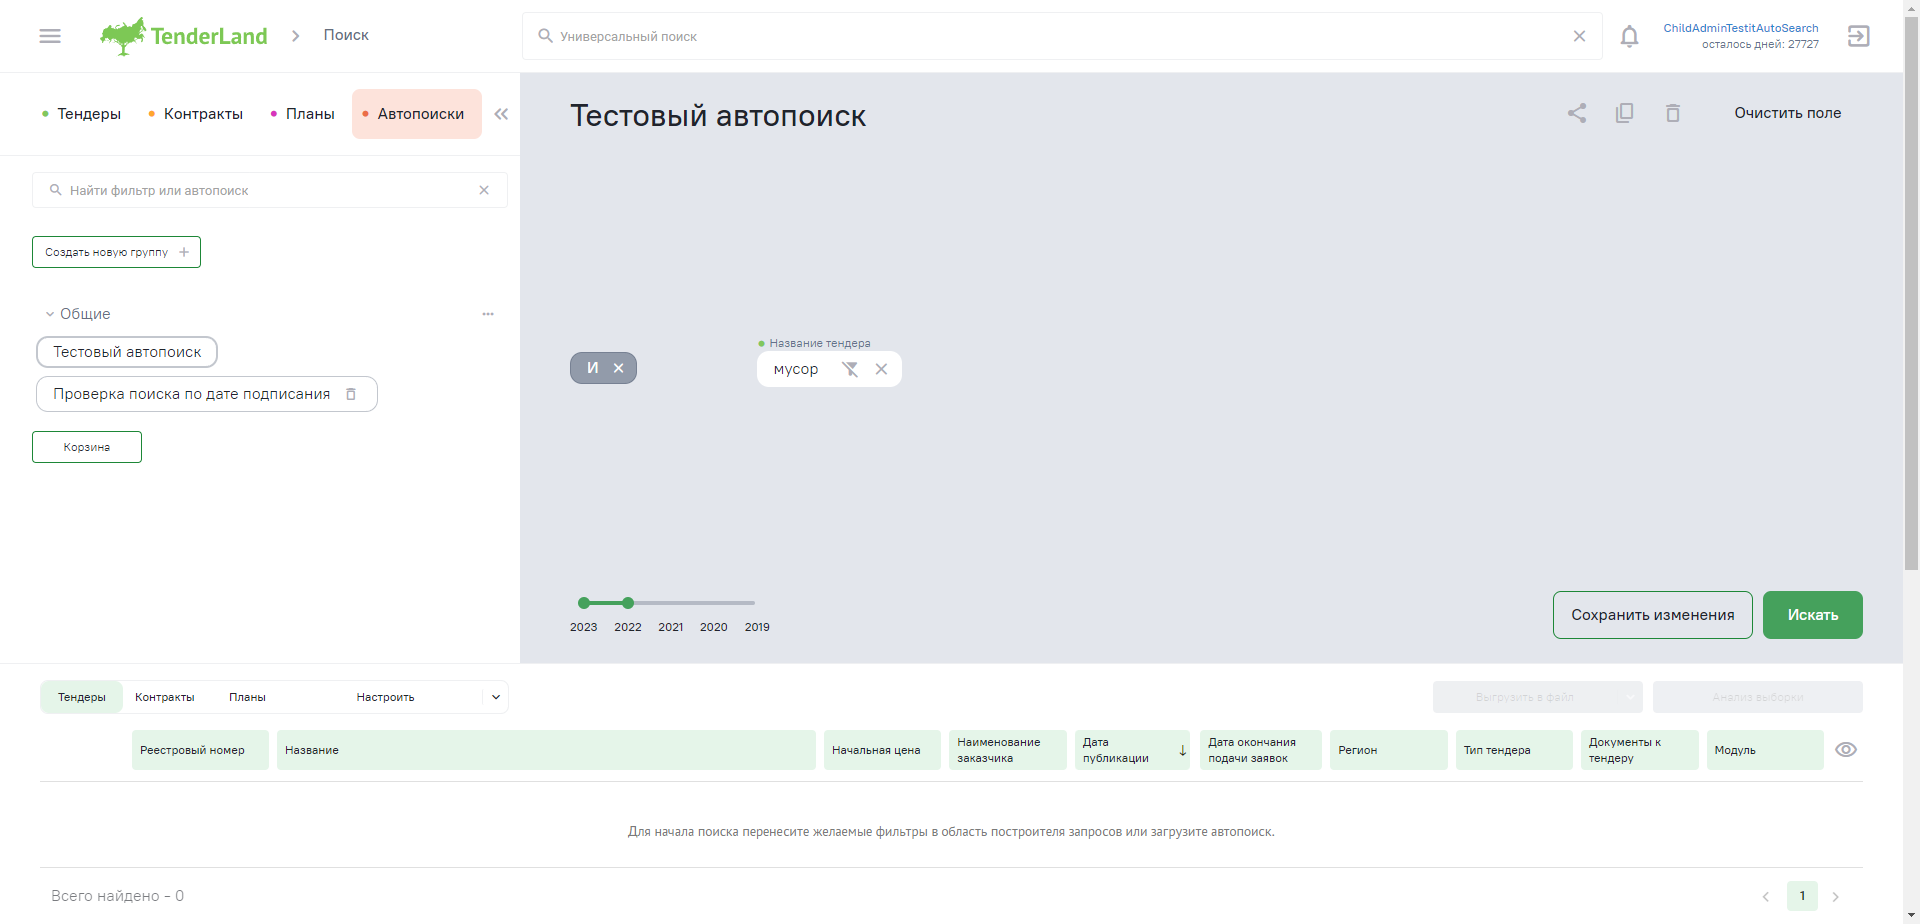 TenderLand
Поиск
Универсальный поиск
ChildAdminTestitAutoSearch
осталось дней: 27727
Тендеры
Контракты
Планы
Автопоиски
Тестовый автопоиск
Очистить поле
Найти фильтр или автопоиск
Создать новую группу
Общие
Тестовый автопоиск
Проверка поиска по дате подписания
Корзина
И
Название тендера
мусор
2023 2022 2021 2020 2019
Сохранить изменения
Искать
Тендеры
Контракты
Планы
Настроить
Выгрузить в файл
Анализ выборки
Реестровый номер
Название
Начальная цена
Наименование
заказчика
Дата
публикации
Дата окончания
подачи заявок
Регион
Тип тендера
Документы к
тендеру
Модуль
Для начала поиска перенесите желаемые фильтры в область построителя запросов или загрузите автопоиск.
Всего найдено - 0
1